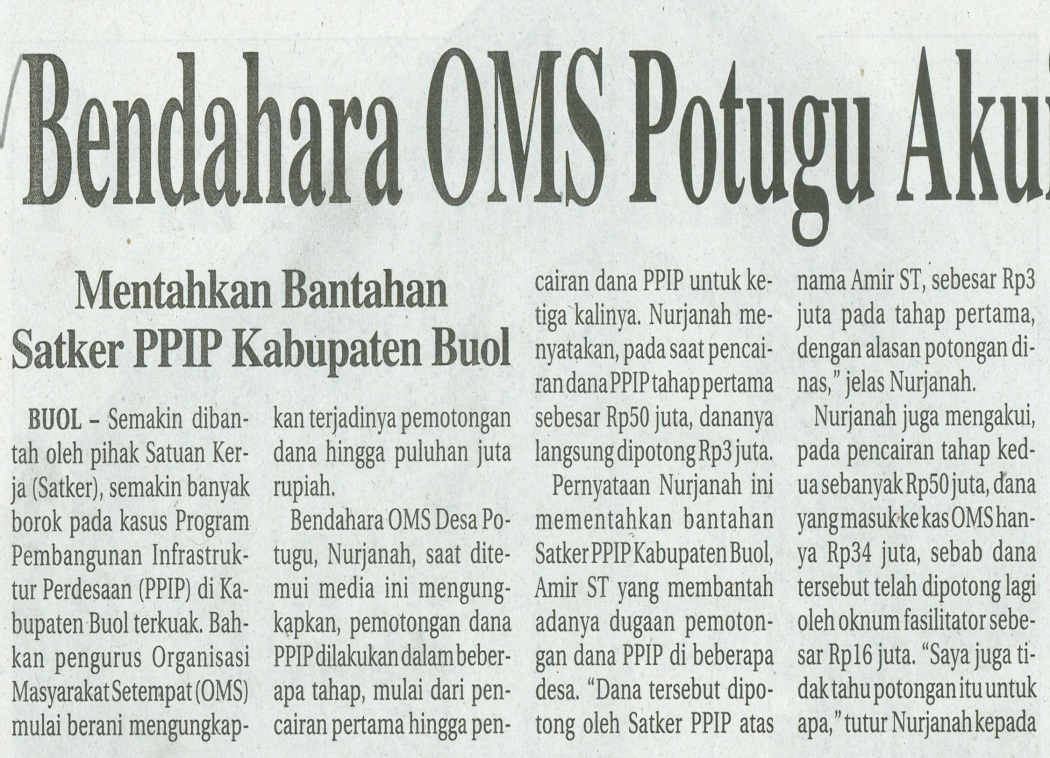 Bendahara OMS Potugu
Mentahkan Bantahan
Satker PPIP Kabupaten Buol
BUOL – Semakin diban-
tah oleh pihak Satuan Ker-
ja (Satker), semakin banyak
borok pada kasus Program
Pembangunan Infrastruk-
tur Perdesaan (PPIP) di Ka-
bupaten Buol terkuak. Bah-
kan pengurus Organisasi
Masyarakat Setempat (OMS)
mulai berani mengungkap-
kan terjadinya pemotongan
dana hingga puluhan juta
rupiah.
Bendahara OMS Desa Po-
tugu, Nurjanah, saat dite-
mui media ini mengung-
kapkan, pemotongan dana
PPIP dilakukan dalam beber-
apa tahap, mulai dari pen-
cairan pertama hingga pen-
cairan dana PPIP untuk ke-
tiga kalinya. Nurjanah me-
nyatakan, pada saat pencai-
ran dana PPIP tahap pertama
sebesar Rp50 juta, dananya
langsung dipotong Rp3 juta.
Pernyataan Nurjanah ini
mementahkan bantahan
Satker PPIP Kabupaten Buol,
Amir ST yang membantah
adanya dugaan pemoton-
gan dana PPIP di beberapa
desa. “Dana tersebut dipo-
tong oleh Satker PPIP atas
nama Amir ST, sebesar Rp3
juta pada tahap pertama,
dengan alasan potongan di-
nas,” jelas Nurjanah.
Nurjanah juga mengakui,
pada pencairan tahap ked-
ua sebanyak Rp50 juta, dana
yang masuk ke kas OMS han-
ya Rp34 juta, sebab dana
tersebut telah dipotong lagi
oleh oknum fasilitator sebe-
sar Rp16 juta. “Saya juga ti-
dak tahu potongan itu untuk
apa,” tutur Nurjanah kepada